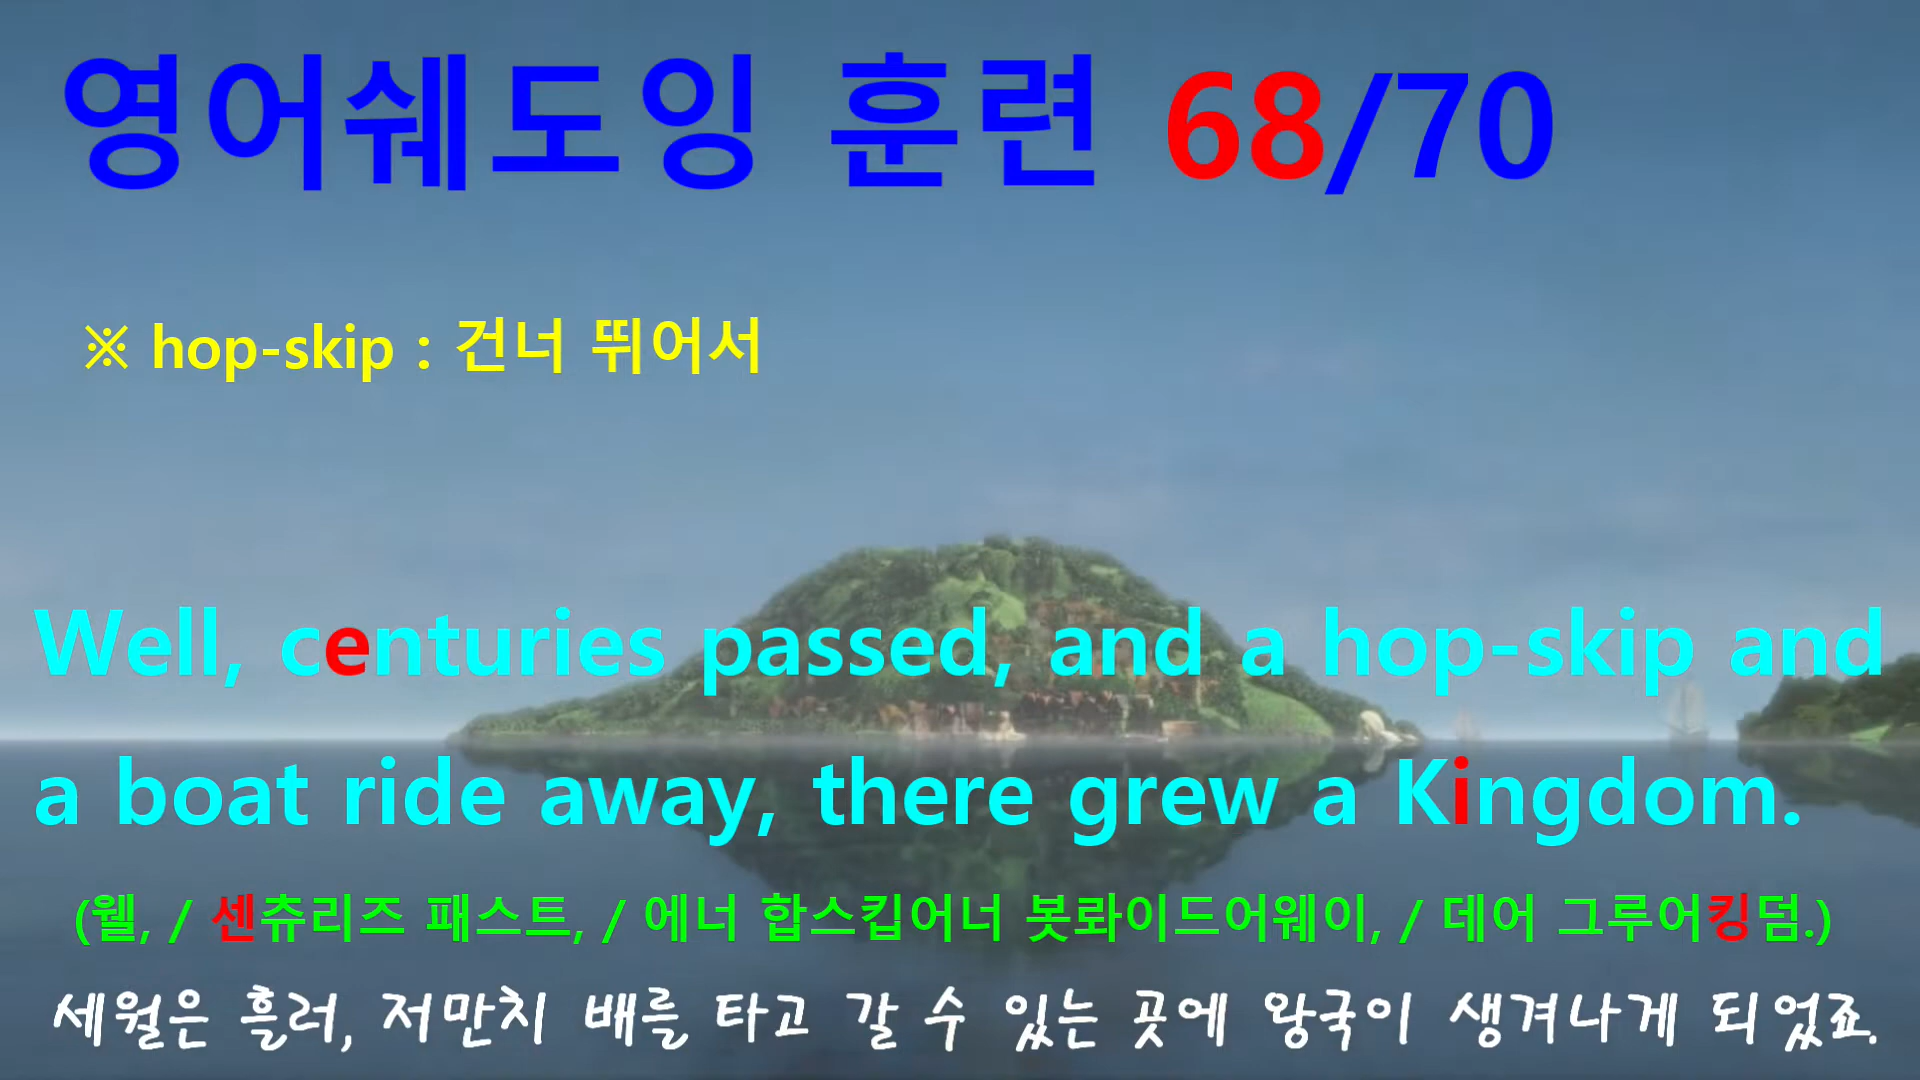 영어쉐도잉 훈련 68/70
※ hop-skip : 건너 뛰어서
Well, centuries passed, and a hop-skip and
a boat ride away, there grew a Kingdom.
(웰, / 센츄리즈 패스트, / 에너 합스킵어너 봇롸이드어웨이, / 데어 그루어킹덤.)
세월은 흘러, 저만치 배를 타고 갈 수 있는 곳에 왕국이 생겨나게 되었죠.